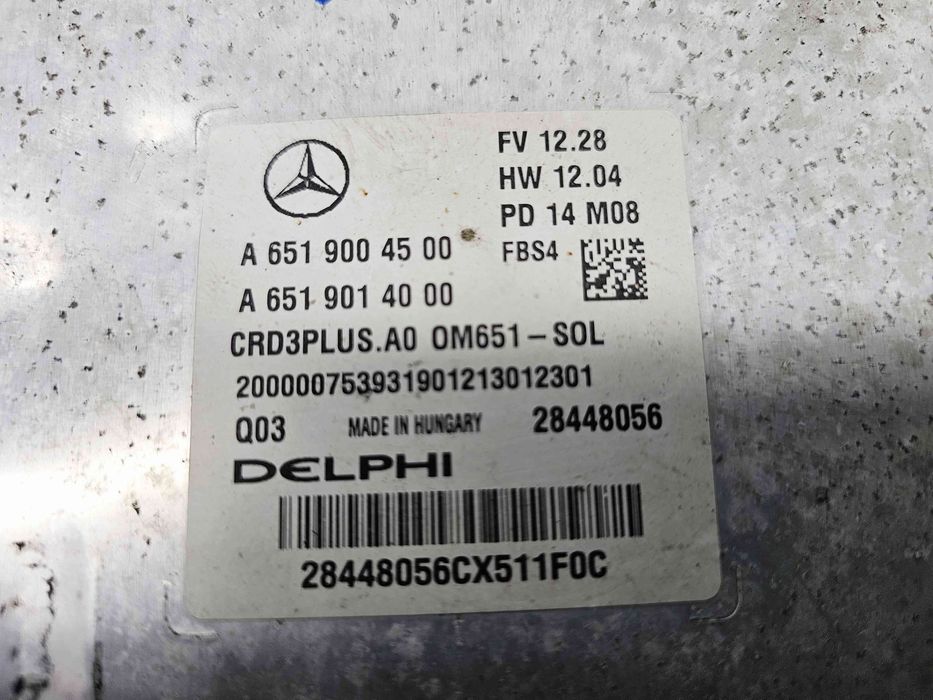 FV 12.28
HW 12.04
PD 14 M08
A 651 900 45 00
FBS4
A 651 901 40 00
CRD3PLUS.A0 OM651-SOL
200000753931901213012301
Q03 MADE IN HUNGARY 28448056
DELPHI
28448056CX511F0C